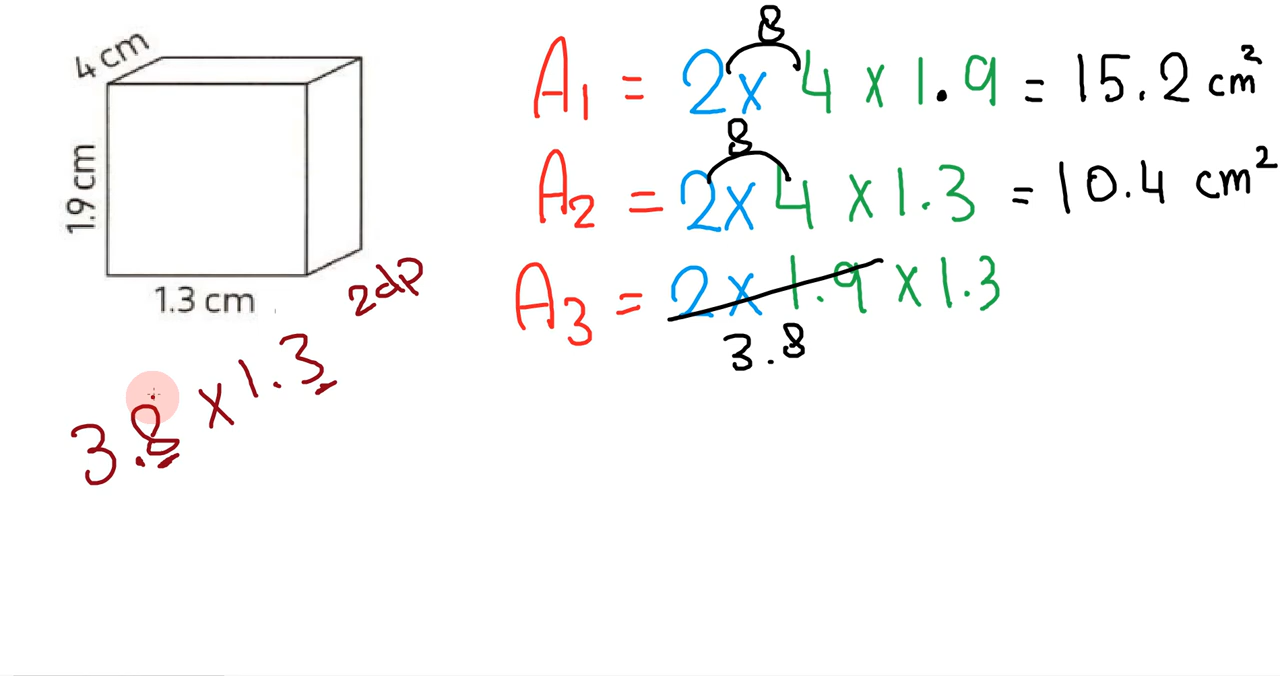 4 cm
1.9 cm
1.3 cm
2dp
3.8 x 1.3
8
A1 = 2 x 4 x 1.9 = 15.2 cm²
8
A2 = 2 x 4 x 1.3 = 10.4 cm²
A3 = 2 x 1.9 x 1.3
3.8